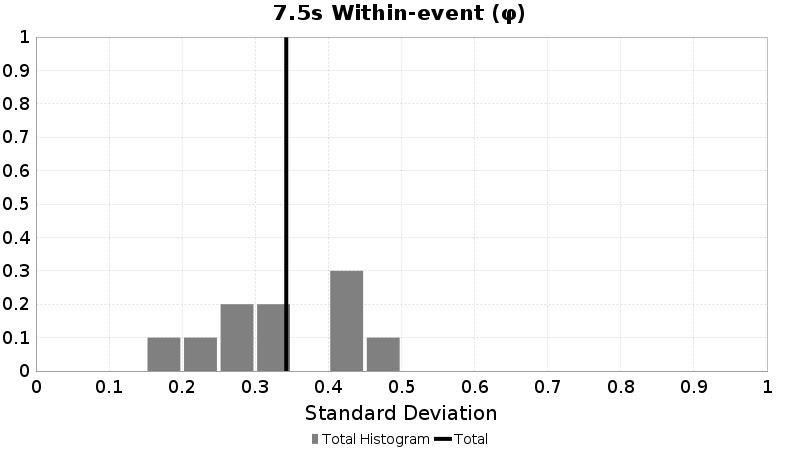 7.5s Within-event (φ)
1
0.9
0.8
0.7
0.6
0.5
0.4
0.3
0.2
0.1
0
0 0.1 0.2 0.3 0.4 0.5 0.6 0.7 0.8 0.9 1
Standard Deviation
Total Histogram Total